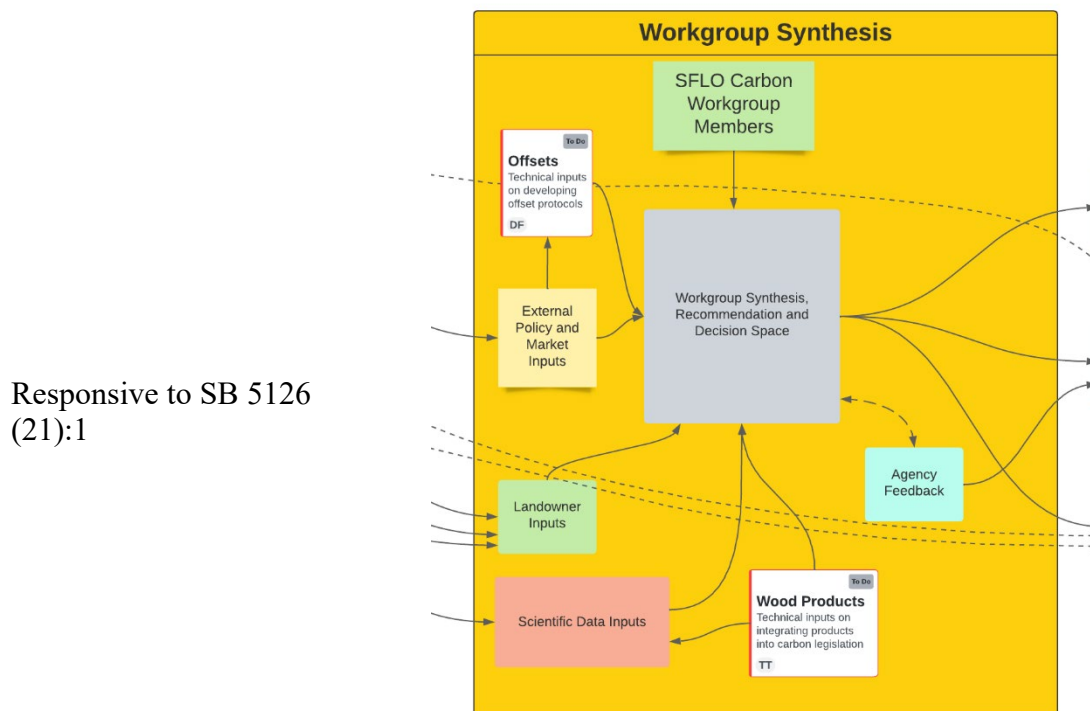 Workgroup Synthesis
SFLO Carbon
Workgroup
Members
To Do
Offsets
Technical inputs
on developing
offset protocols
DF
Workgroup Synthesis,
Recommendation and
Decision Space
External
Policy and
Market
Inputs
Responsive to SB 5126
(21):1
Agency
Feedback
Landowner
Inputs
To Do
Wood Products
Technical inputs on
integrating products
into carbon legislation
TT
Scientific Data Inputs